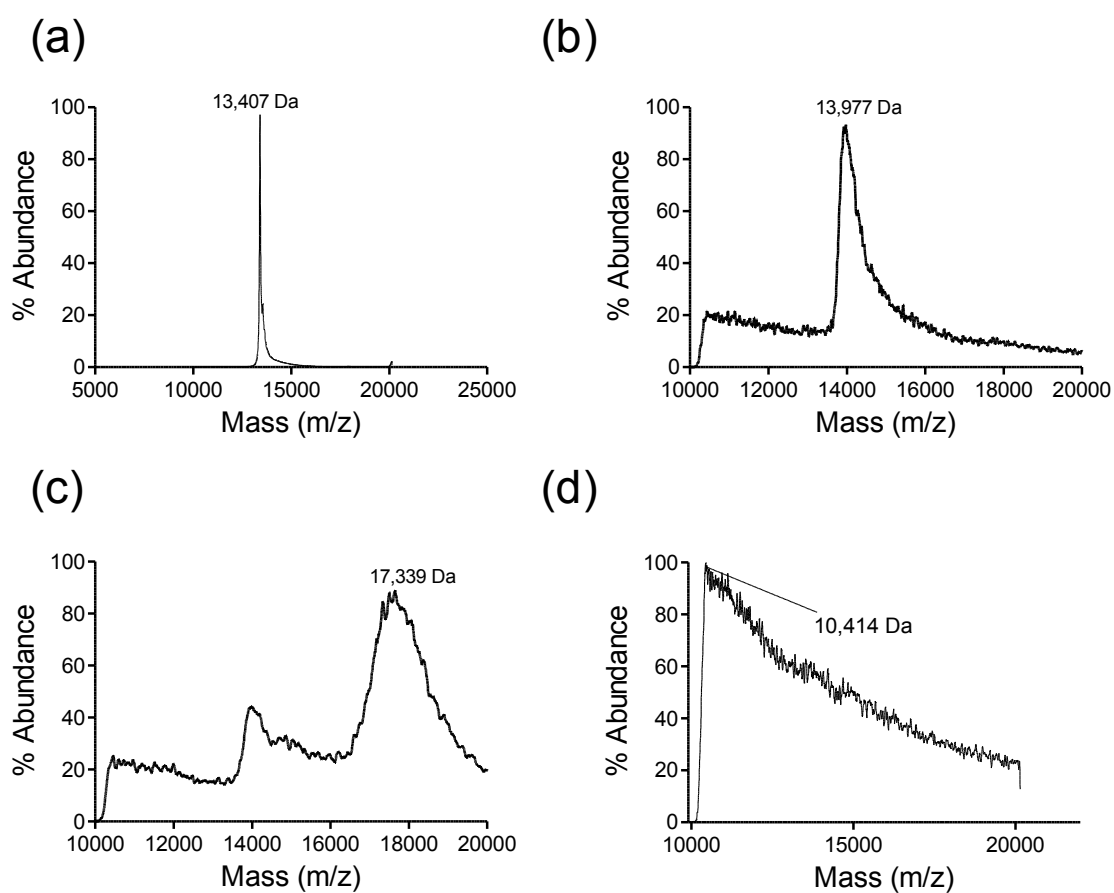 (a)
13,407 Da
% Abundance
100
80
60
40
20
0
5000 10000 15000 20000 25000
Mass (m/z)
(b)
13,977 Da
% Abundance
100
80
60
40
20
0
10000 12000 14000 16000 18000 20000
Mass (m/z)
(c)
17,339 Da
% Abundance
100
80
60
40
20
0
10000 12000 14000 16000 18000 20000
Mass (m/z)
(d)
10,414 Da
% Abundance
100
80
60
40
20
0
10000 15000 20000
Mass (m/z)